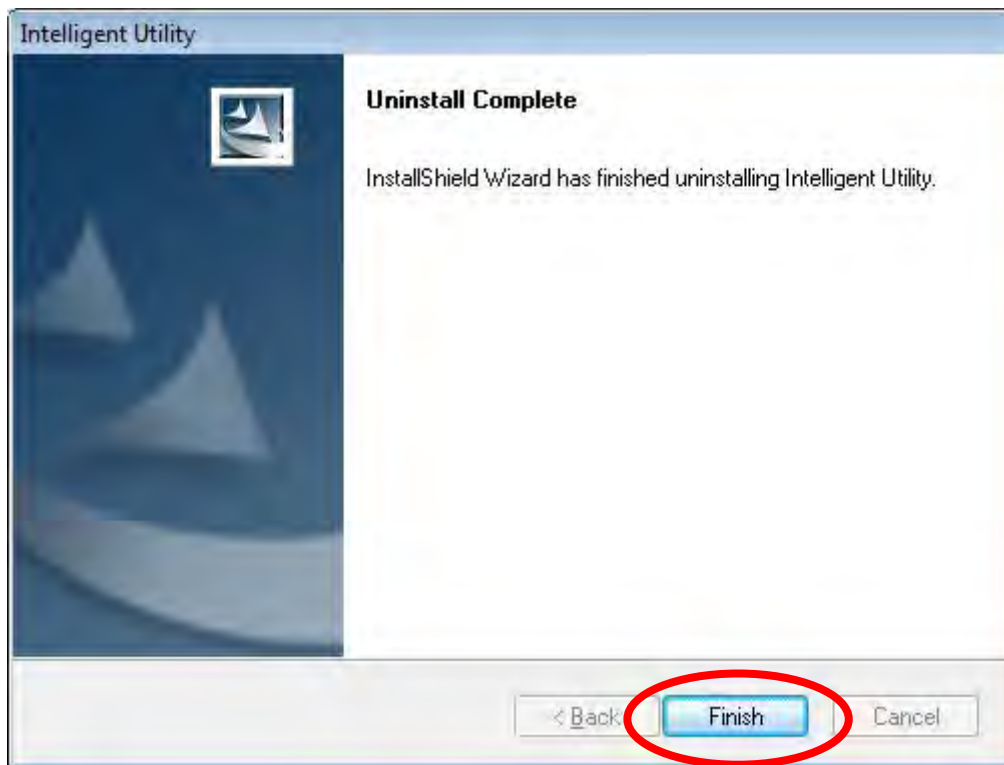 Intelligent Utility
Uninstall Complete
InstallShield Wizard has finished uninstalling Intelligent Utility.
< Back
Finish
Cancel